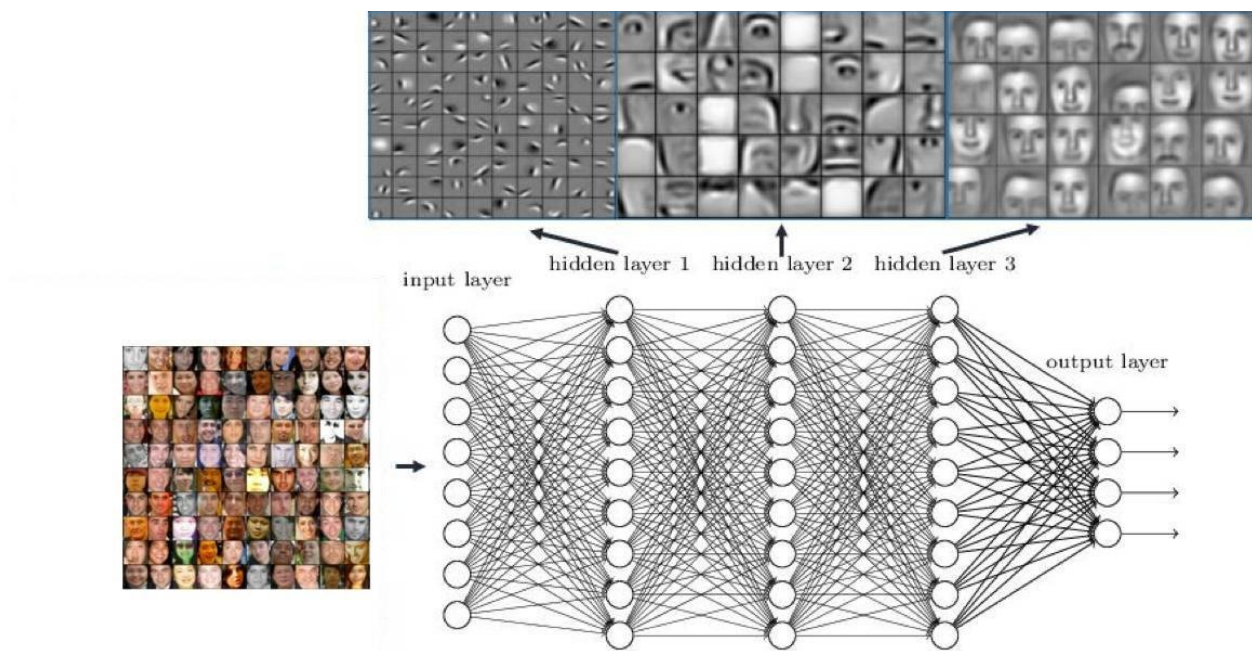 hidden layer 1
hidden layer 2
hidden layer 3
input layer
output layer